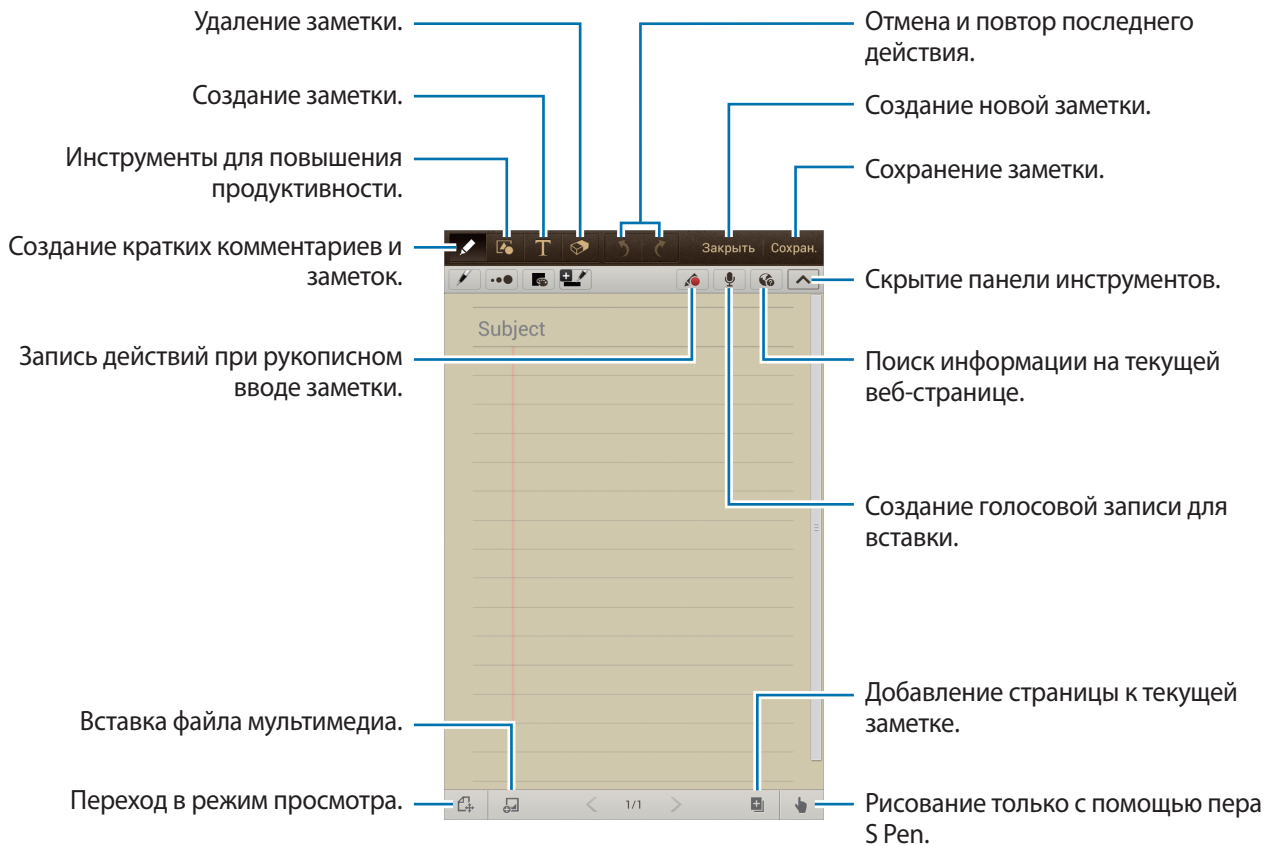 Удаление заметки.
Создание заметки.
Инструменты для повышения
продуктивности.
Создание кратких комментариев и
заметок.
Запись действий при рукописном
вводе заметки.
Вставка файла мультимедиа.
Переход в режим просмотра.
Закрыть
Сохран.
Subject
1/1
Отмена и повтор последнего
действия.
Создание новой заметки.
Сохранение заметки.
Скрытие панели инструментов.
Поиск информации на текущей
веб-странице.
Создание голосовой записи для
вставки.
Добавление страницы к текущей
заметке.
Рисование только с помощью пера
S Pen.